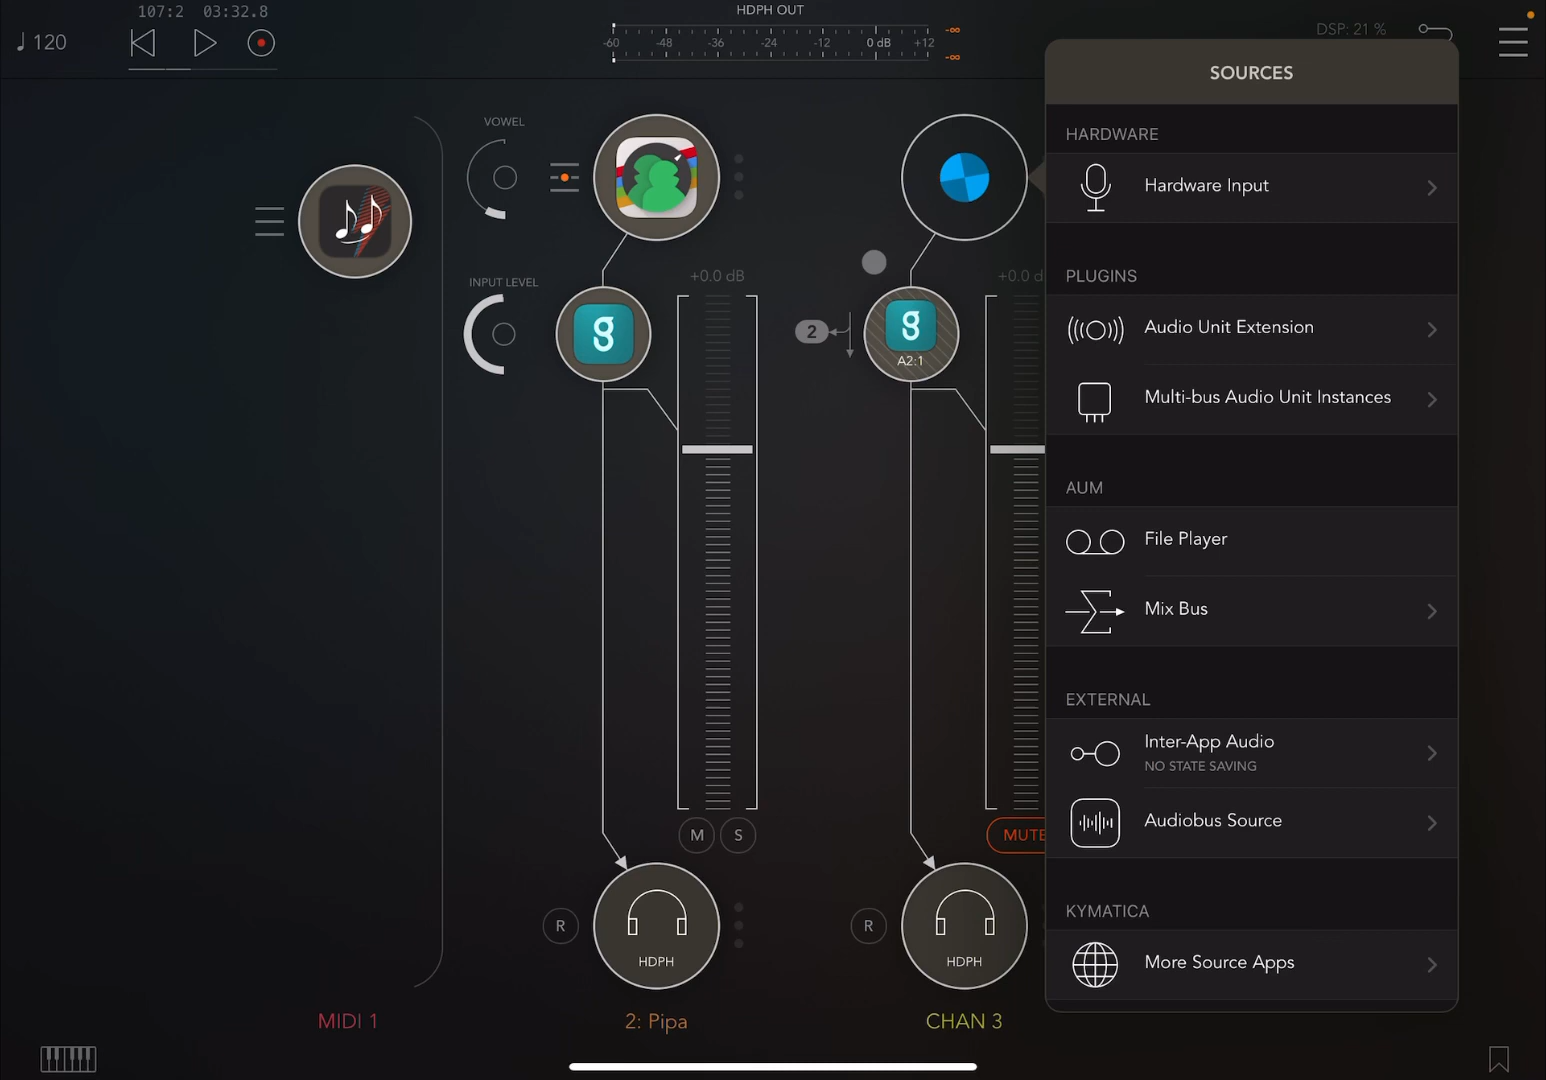 107:2 03:32.8
♩ 120
HDPH OUT
-60 -48 -36 -24 -12 0 dB +12
-∞
-∞
DSP: 21 %
SOURCES
HARDWARE
Hardware Input
PLUGINS
Audio Unit Extension
Multi-bus Audio Unit Instances
AUM
File Player
Mix Bus
EXTERNAL
Inter-App Audio
NO STATE SAVING
Audiobus Source
KYMATICA
More Source Apps
VOWEL
INPUT LEVEL
+0.0 dB
M S
R
HDPH
+0.0 d
2
A2:1
MUTE
R
HDPH
MIDI 1
2: Pipa
CHAN 3